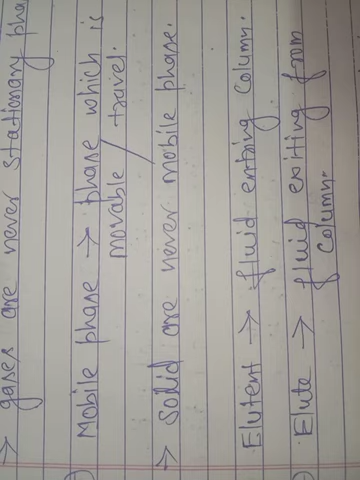 → gases are never stationary pha
Mobile phase → phase which is
movable / travel.
→ Solid are never mobile phase.
Elutent → fluid entring column.
Elute → fluid exiting from
column.